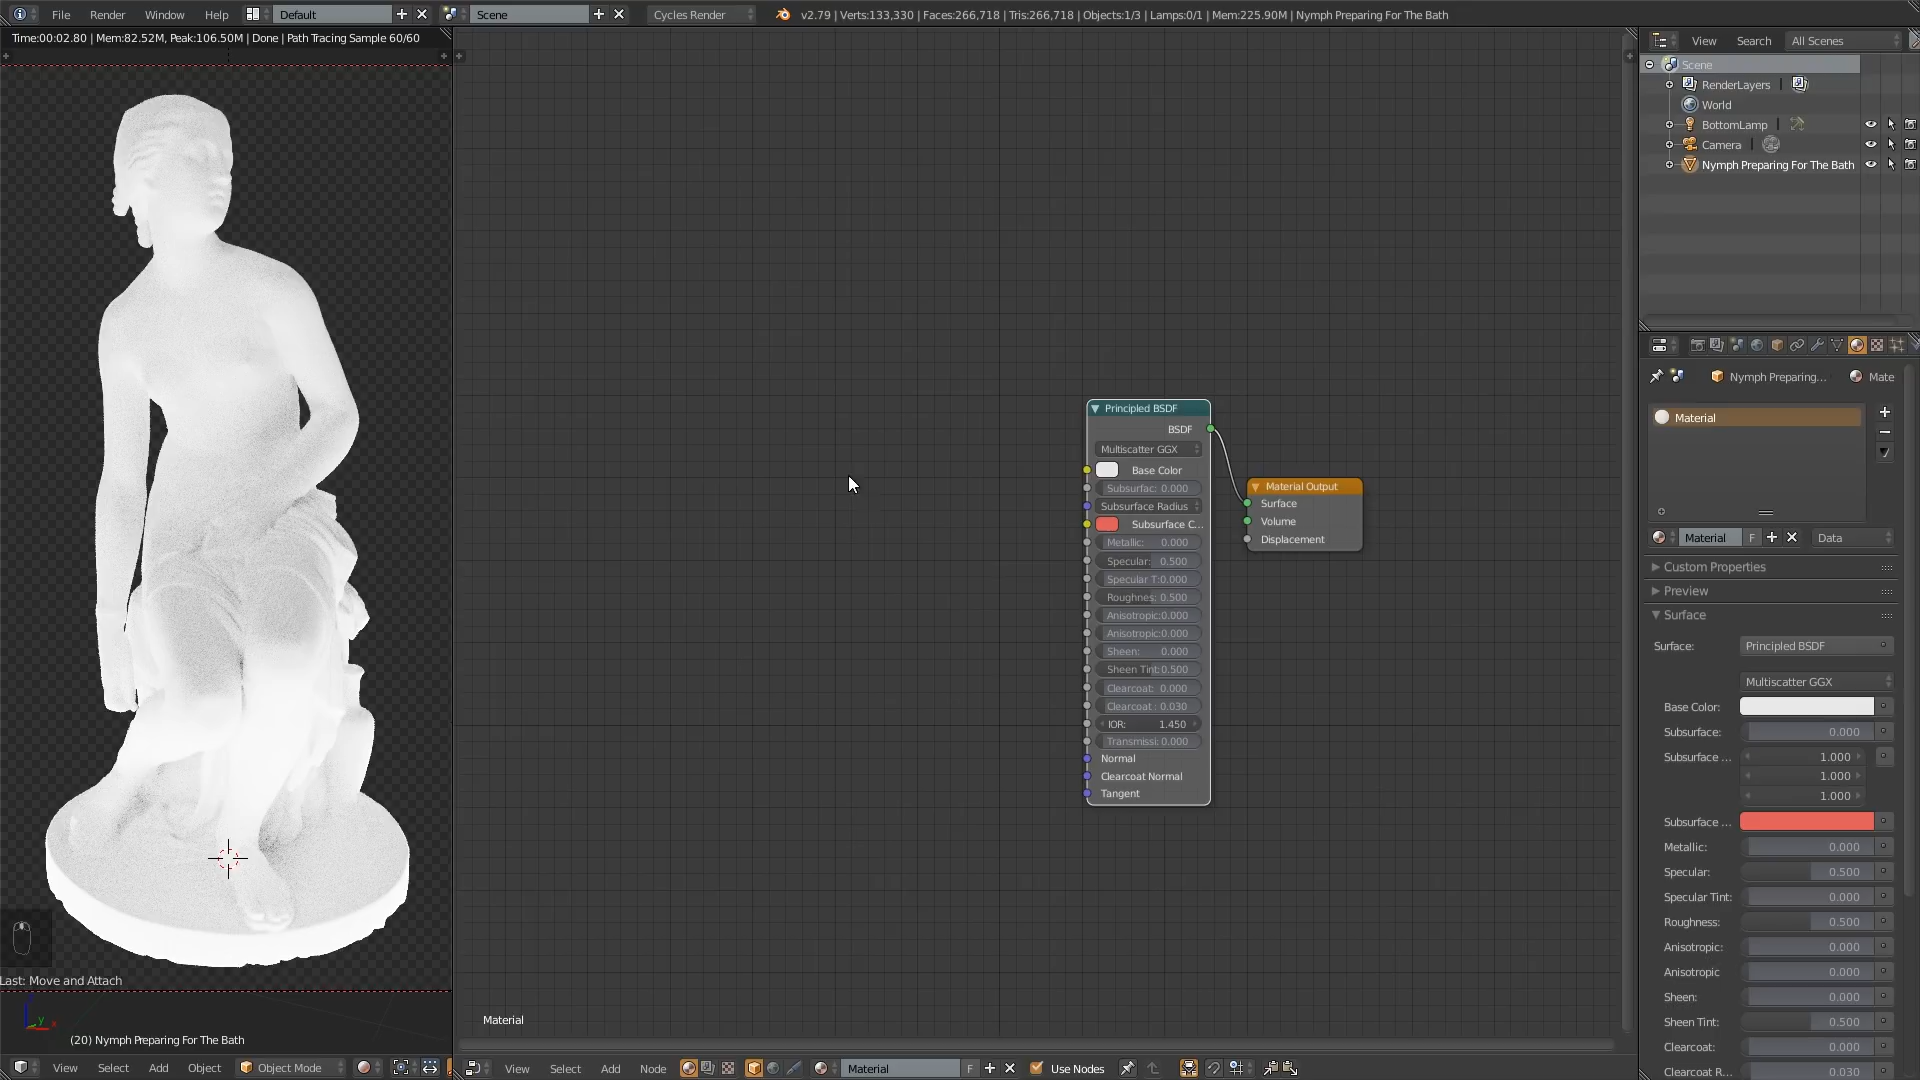 File Render Window Help Default Scene Cycles Render v2.79 | Verts:133,330 | Faces:266,718 | Tris:266,718 | Objects:1/3 | Lamps:0/1 | Mem:225.90M | Nymph Preparing For The Bath
Time:00:02.80 | Mem:82.52M, Peak:106.50M | Done | Path Tracing Sample 60/60
View Search All Scenes
Scene
RenderLayers |
World
BottomLamp |
Camera |
Nymph Preparing For The Bath
Principled BSDF
BSDF
Multiscatter GGX
Base Color
Subsurfac: 0.000
Subsurface Radius
Subsurface C...
Metallic: 0.000
Specular: 0.500
Specular T:0.000
Roughnes: 0.500
Anisotropic:0.000
Anisotropic:0.000
Sheen: 0.000
Sheen Tint:0.500
Clearcoat: 0.000
Clearcoat : 0.030
IOR: 1.450
Transmissi: 0.000
Normal
Clearcoat Normal
Tangent
Material Output
Surface
Volume
Displacement
Nymph Preparing... Mate
Material
Material F Data
Custom Properties
Preview
Surface
Surface: Principled BSDF
Multiscatter GGX
Base Color:
Subsurface: 0.000
Subsurface ... 1.000
1.000
1.000
Subsurface ...
Metallic: 0.000
Specular: 0.500
Specular Tint: 0.000
Roughness: 0.500
Anisotropic: 0.000
Anisotropic 0.000
Sheen: 0.000
Sheen Tint: 0.500
Clearcoat: 0.000
Clearcoat R... 0.030
Last: Move and Attach
y
(20) Nymph Preparing For The Bath
Material
View Select Add Object Object Mode
View Select Add Node Material F Use Nodes